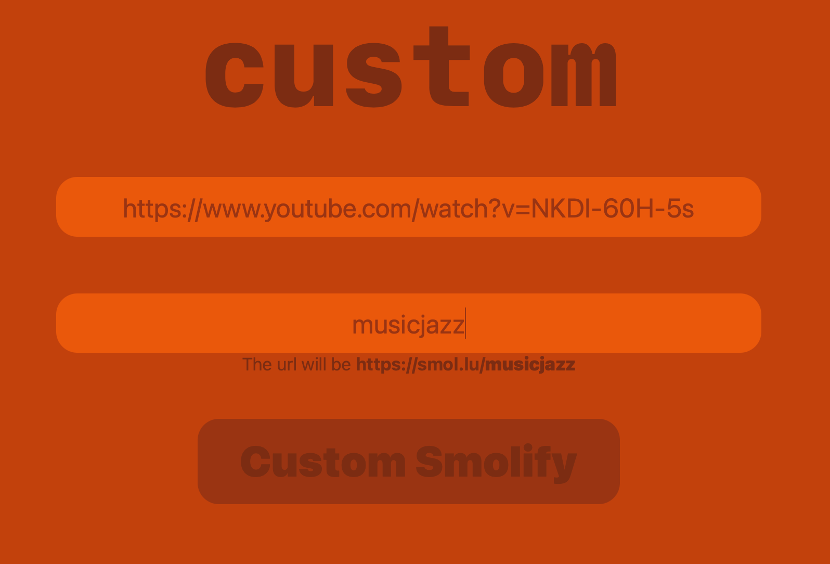 custom
https://www.youtube.com/watch?v=NKDI-60H-5s
musicjazz
The url will be https://smol.lu/musicjazz
Custom Smolify